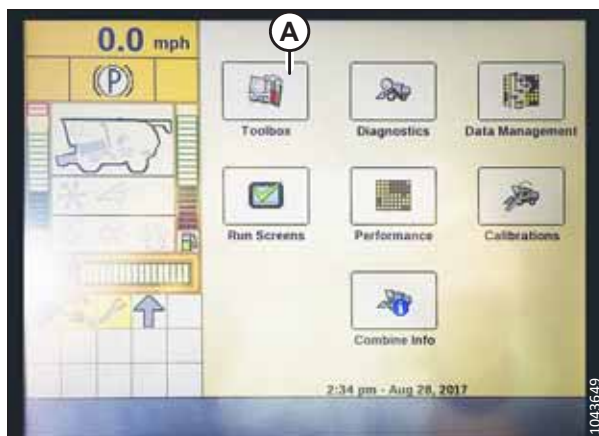 0.0 mph
A
(P)
Toolbox
Diagnostics
Data Management
Run Screens
Performance
Calibrations
Combine Info
2:34 pm - Aug 28, 2017
1043649